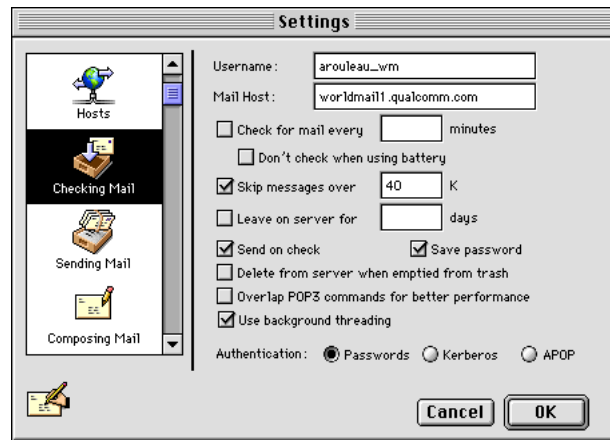 Settings
Hosts
Checking Mail
Sending Mail
Composing Mail
Username: arouleau_wm
Mail Host: worldmail1.qualcomm.com
Check for mail every minutes
Don't check when using battery
Skip messages over 40 K
Leave on server for days
Send on check Save password
Delete from server when emptied from trash
Overlap POP3 commands for better performance
Use background threading
Authentication: Passwords Kerberos APOP
Cancel OK